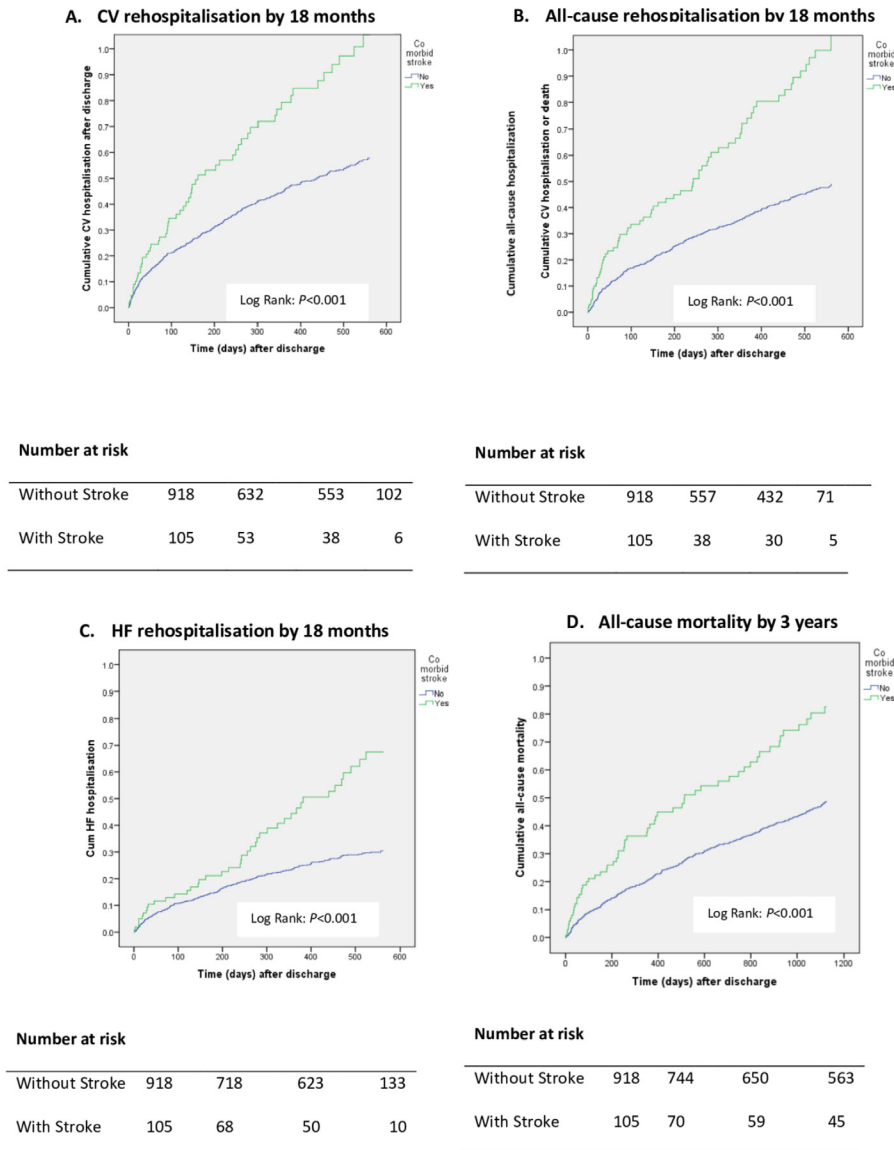 A. CV rehospitalisation by 18 months
Co
morbid
stroke
No
Yes
Cumulative CV hospitalisation after discharge
1.0
0.9
0.8
0.7
0.6
0.5
0.4
0.3
0.2
0.1
0.0
Log Rank: P<0.001
0 100 200 300 400 500 600
Time (days) after discharge
B. All-cause rehospitalisation by 18 months
Co
morbid
stroke
No
Yes
Cumulative all-cause hospitalization
Cumulative CV hospitalisation or death
1.0
0.9
0.8
0.7
0.6
0.5
0.4
0.3
0.2
0.1
0.0
Log Rank: P<0.001
0 100 200 300 400 500 600
Time (days) after discharge
Number at risk
Without Stroke 918 632 553 102
With Stroke 105 53 38 6
Number at risk
Without Stroke 918 557 432 71
With Stroke 105 38 30 5
C. HF rehospitalisation by 18 months
Co
morbid
stroke
No
Yes
Cum HF hospitalisation
1.0
0.9
0.8
0.7
0.6
0.5
0.4
0.3
0.2
0.1
0.0
Log Rank: P<0.001
0 100 200 300 400 500 600
Time (days) after discharge
D. All-cause mortality by 3 years
Co
morbid
stroke
No
Yes
Cumulative all-cause mortality
1.0
0.9
0.8
0.7
0.6
0.5
0.4
0.3
0.2
0.1
0.0
Log Rank: P<0.001
0 200 400 600 800 1000 1200
Time (days) after discharge
Number at risk
Without Stroke 918 718 623 133
With Stroke 105 68 50 10
Number at risk
Without Stroke 918 744 650 563
With Stroke 105 70 59 45